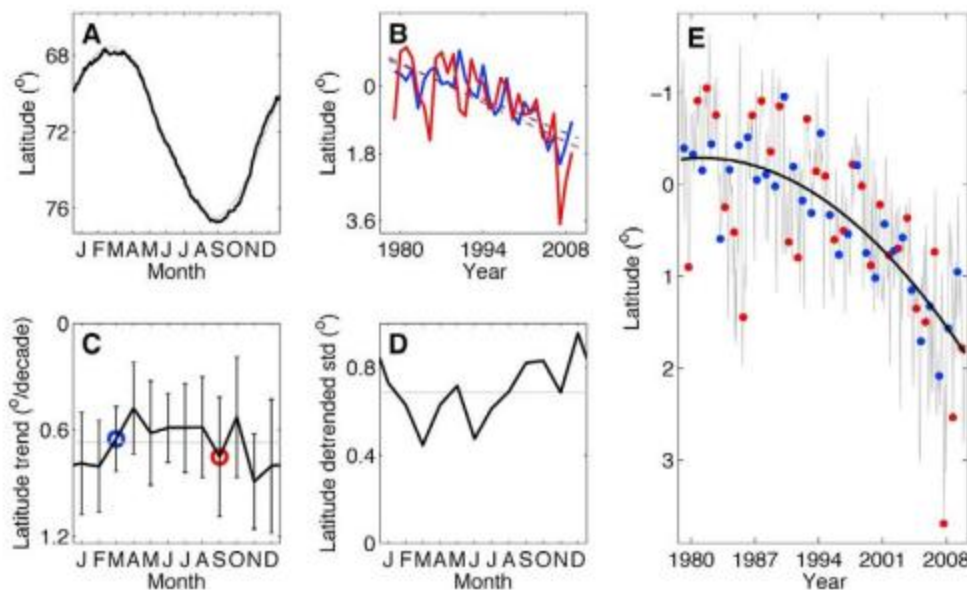 A
Latitude (°)
68
72
76
J F M A M J J A S O N D
Month
B
Latitude (°)
0
1.8
3.6
1980 1994 2008
Year
C
Latitude trend (°/decade)
0
0.6
1.2
J F M A M J J A S O N D
Month
D
Latitude detrended std (°)
0.8
0.4
0
J F M A M J J A S O N D
Month
E
Latitude (°)
-1
0
1
2
3
1980 1987 1994 2001 2008
Year